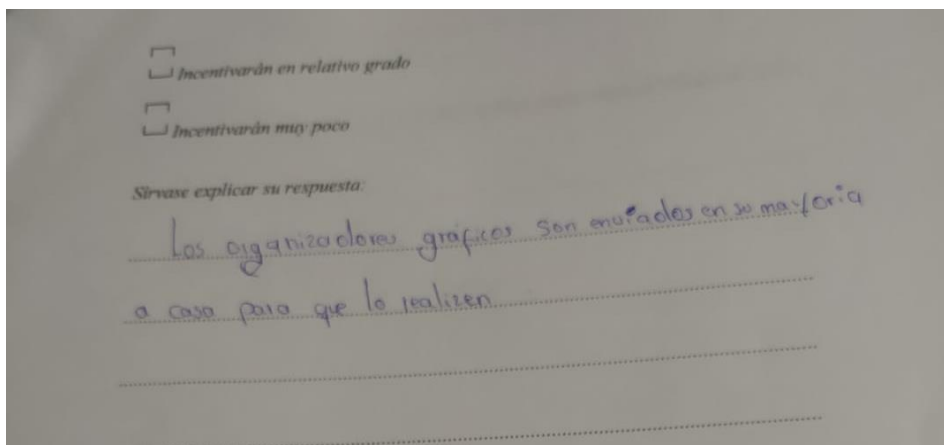 Incentivarán en relativo grado
Incentivarán muy poco
Sírvase explicar su respuesta:
Los organizadores gráficos son enviados en su mayoria
a casa para que lo realizen